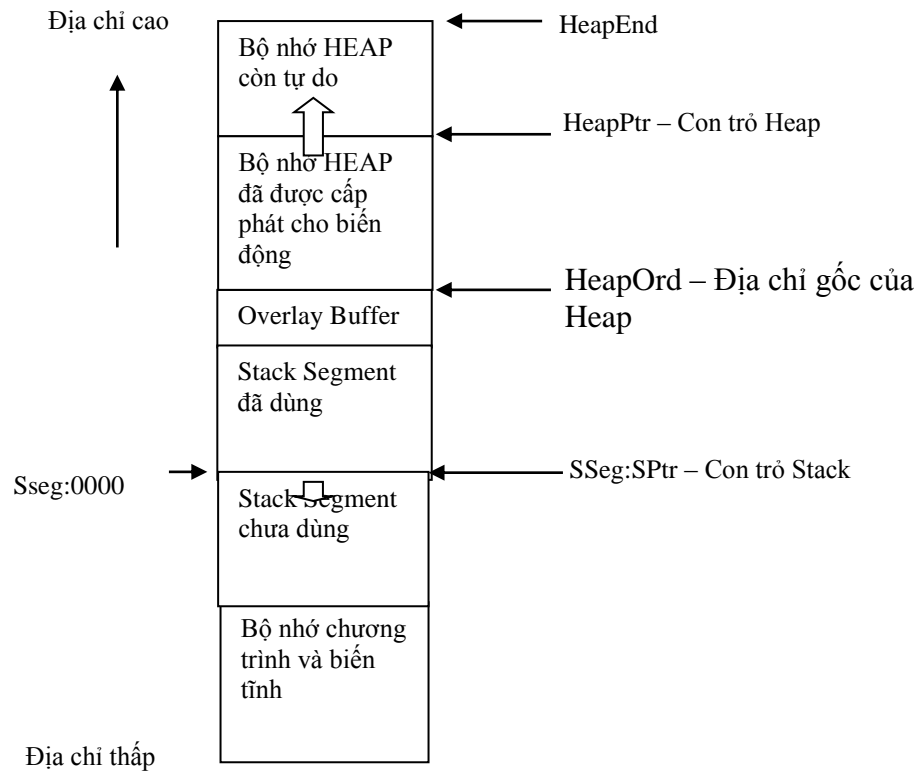 Địa chỉ cao
HeapEnd
Bộ nhớ HEAP
còn tự do
HeapPtr – Con trỏ Heap
Bộ nhớ HEAP
đã được cấp
phát cho biến
động
HeapOrd – Địa chỉ gốc của
Heap
Overlay Buffer
Stack Segment
đã dùng
Sseg:0000
SSeg:SPtr – Con trỏ Stack
Stack Segment
chưa dùng
Bộ nhớ chương
trình và biến
tĩnh
Địa chỉ thấp